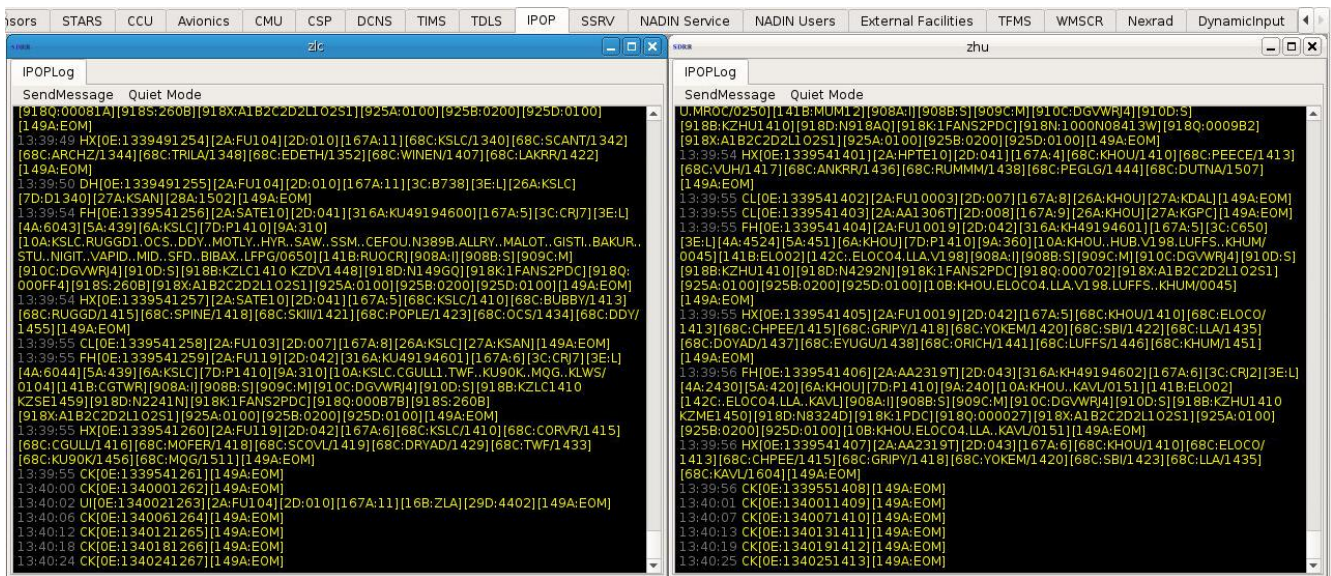 nsors STARS CCU Avionics CMU CSP DCNS TIMS TDLS IPOP SSRV NADIN Service NADIN Users External Facilities TFMS WMSCR Nexrad DynamicInput
zlc
IPOPLog
SendMessage Quiet Mode
[918Q:00081A][918S:260B][918X:A1B2C2D2L1O2S1][925A:0100][925B:0200][925D:0100]
[149A:EOM]
13:39:49 HX[0E:1339491254][2A:FU104][2D:010][167A:11][68C:KSLC/1340][68C:SCANT/1342]
[68C:ARCHZ/1344][68C:TRILA/1348][68C:EDETH/1352][68C:WINEN/1407][68C:LAKRR/1422]
[149A:EOM]
13:39:50 DH[0E:1339491255][2A:FU104][2D:010][167A:11][3C:B738][3E:L][26A:KSLC]
[7D:D1340][27A:KSAN][28A:1502][149A:EOM]
13:39:54 FH[0E:1339541256][2A:SATE10][2D:041][316A:KU49194600][167A:5][3C:CRJ7][3E:L]
[4A:6043][5A:439][6A:KSLC][7D:P1410][9A:310]
[10A:KSLC.RUGGD1.OCS..DDY..MOTLY..HYR..SAW..SSM..CEFOU.N389B.ALLRY..MALOT..GISTI..BAKUR..
STU..NIGIT..VAPID..MID..SFD..BIBAX..LFPG/0650][141B:RUOCR][908A:I][908B:S][909C:M]
[910C:DGVWRJ4][910D:S][918B:KZLC1410 KZDV1448][918D:N149GQ][918K:1FANS2PDC][918Q:
000FF4][918S:260B][918X:A1B2C2D2L1O2S1][925A:0100][925B:0200][925D:0100][149A:EOM]
13:39:54 HX[0E:1339541257][2A:SATE10][2D:041][167A:5][68C:KSLC/1410][68C:BUBBY/1413]
[68C:RUGGD/1415][68C:SPINE/1418][68C:SKIII/1421][68C:POPLE/1423][68C:OCS/1434][68C:DDY/
1455][149A:EOM]
13:39:55 CL[0E:1339541258][2A:FU103][2D:007][167A:8][26A:KSLC][27A:KSAN][149A:EOM]
13:39:55 FH[0E:1339541259][2A:FU119][2D:042][316A:KU49194601][167A:6][3C:CRJ7][3E:L]
[4A:6044][5A:439][6A:KSLC][7D:P1410][9A:310][10A:KSLC.CGULL1.TWF..KU90K..MQG..KLWS/
0104][141B:CGTWR][908A:I][908B:S][909C:M][910C:DGVWRJ4][910D:S][918B:KZLC1410
KZSE1459][918D:N2241N][918K:1FANS2PDC][918Q:000B7B][918S:260B]
[918X:A1B2C2D2L1O2S1][925A:0100][925B:0200][925D:0100][149A:EOM]
13:39:55 HX[0E:1339541260][2A:FU119][2D:042][167A:6][68C:KSLC/1410][68C:CORVR/1415]
[68C:CGULL/1416][68C:MOFER/1418][68C:SCOVL/1419][68C:DRYAD/1429][68C:TWF/1433]
[68C:KU90K/1456][68C:MQG/1511][149A:EOM]
13:39:55 CK[0E:1339541261][149A:EOM]
13:40:00 CK[0E:1340001262][149A:EOM]
13:40:02 UI[0E:1340021263][2A:FU104][2D:010][167A:11][16B:ZLA][29D:4402][149A:EOM]
13:40:06 CK[0E:1340061264][149A:EOM]
13:40:12 CK[0E:1340121265][149A:EOM]
13:40:18 CK[0E:1340181266][149A:EOM]
13:40:24 CK[0E:1340241267][149A:EOM]
zhu
IPOPLog
SendMessage Quiet Mode
U.MROC/0250][141B:MUM12][908A:I][908B:S][909C:M][910C:DGVWRJ4][910D:S]
[918B:KZHU1410][918D:N918AQ][918K:1FANS2PDC][918N:1000N08413W][918Q:0009B2]
[918X:A1B2C2D2L1O2S1][925A:0100][925B:0200][925D:0100][149A:EOM]
13:39:54 HX[0E:1339541401][2A:HPTE10][2D:041][167A:4][68C:KHOU/1410][68C:PEECE/1413]
[68C:VUH/1417][68C:ANKRR/1436][68C:RUMMM/1438][68C:PEGLG/1444][68C:DUTNA/1507]
[149A:EOM]
13:39:55 CL[0E:1339541402][2A:FU10003][2D:007][167A:8][26A:KHOU][27A:KDAL][149A:EOM]
13:39:55 CL[0E:1339541403][2A:AA1306T][2D:008][167A:9][26A:KHOU][27A:KGPC][149A:EOM]
13:39:55 FH[0E:1339541404][2A:FU10019][2D:042][316A:KH49194601][167A:5][3C:C650]
[3E:L][4A:4524][5A:451][6A:KHOU][7D:P1410][9A:360][10A:KHOU..HUB.V198.LUFFS..KHUM/
0045][141B:ELO02][142C:.ELOCO4.LLA.V198][908A:I][908B:S][909C:M][910C:DGVWRJ4][910D:S]
[918B:KZHU1410][918D:N4292N][918K:1FANS2PDC][918Q:000702][918X:A1B2C2D2L1O2S1]
[925A:0100][925B:0200][925D:0100][10B:KHOU.ELOCO4.LLA.V198.LUFFS..KHUM/0045]
[149A:EOM]
13:39:55 HX[0E:1339541405][2A:FU10019][2D:042][167A:5][68C:KHOU/1410][68C:ELOCO/
1413][68C:CHPEE/1415][68C:GRIPY/1418][68C:YOKEM/1420][68C:SBI/1422][68C:LLA/1435]
[68C:DOYAD/1437][68C:EYUGU/1438][68C:ORICH/1441][68C:LUFFS/1446][68C:KHUM/1451]
[149A:EOM]
13:39:56 FH[0E:1339541406][2A:AA2319T][2D:043][316A:KH49194602][167A:6][3C:CRJ2][3E:L]
[4A:2430][5A:420][6A:KHOU][7D:P1410][9A:240][10A:KHOU..KAVL/0151][141B:ELO02]
[142C:.ELOCO4.LLA..KAVL][908A:I][908B:S][909C:M][910C:DGVWRJ4][910D:S][918B:KZHU1410
KZME1450][918D:N8324D][918K:1PDC][918Q:000027][918X:A1B2C2D2L1O2S1][925A:0100]
[925B:0200][925D:0100][10B:KHOU.ELOCO4.LLA..KAVL/0151][149A:EOM]
13:39:56 HX[0E:1339541407][2A:AA2319T][2D:043][167A:6][68C:KHOU/1410][68C:ELOCO/
1413][68C:CHPEE/1415][68C:GRIPY/1418][68C:YOKEM/1420][68C:SBI/1423][68C:LLA/1435]
[68C:KAVL/1604][149A:EOM]
13:39:56 CK[0E:1339551408][149A:EOM]
13:40:01 CK[0E:1340011409][149A:EOM]
13:40:07 CK[0E:1340071410][149A:EOM]
13:40:13 CK[0E:1340131411][149A:EOM]
13:40:19 CK[0E:1340191412][149A:EOM]
13:40:25 CK[0E:1340251413][149A:EOM]